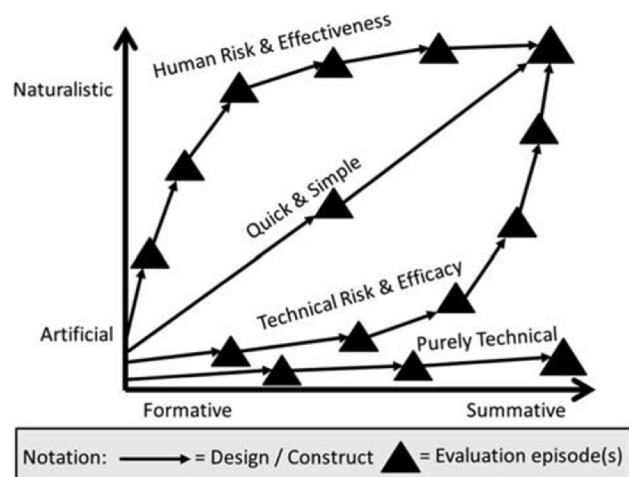 Human Risk & Effectiveness
Naturalistic
Quick & Simple
Technical Risk & Efficacy
Artificial
Purely Technical
Formative
Summative
Notation: = Design / Construct = Evaluation episode(s)